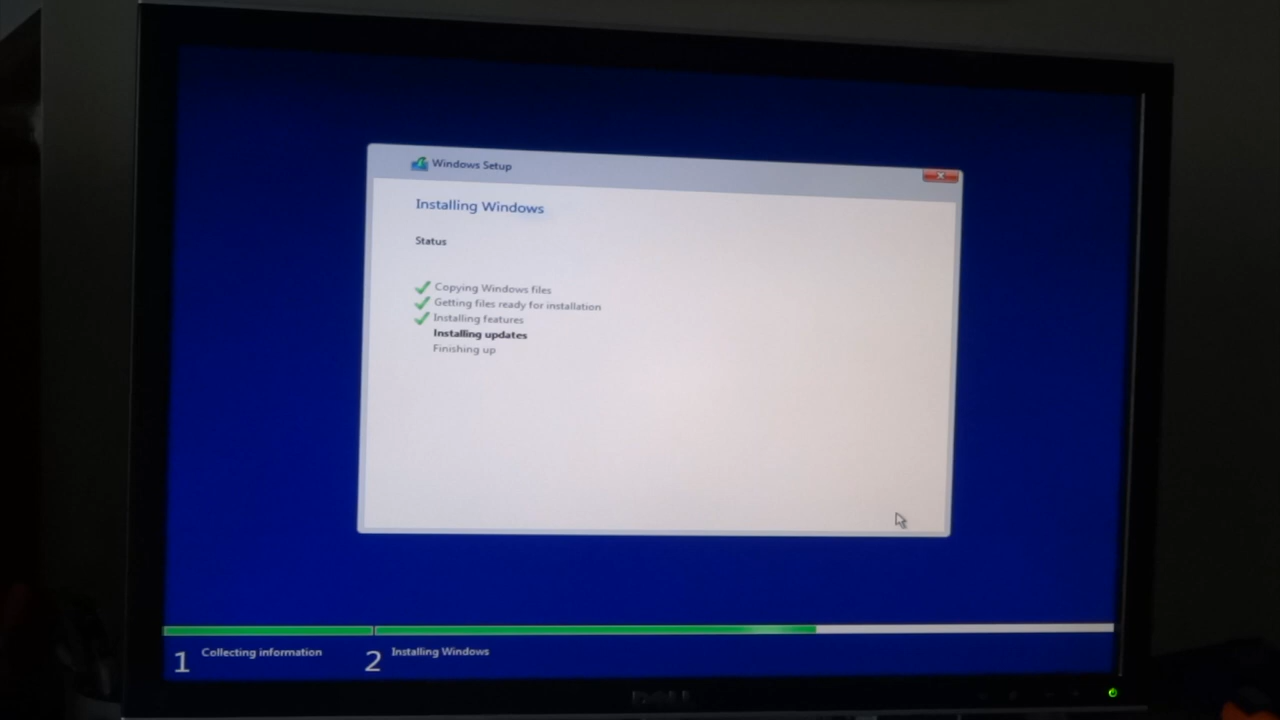 Windows Setup
Installing Windows
Status
Copying Windows files
Getting files ready for installation
Installing features
Installing updates
Finishing up
1 Collecting information
2 Installing Windows
DELL